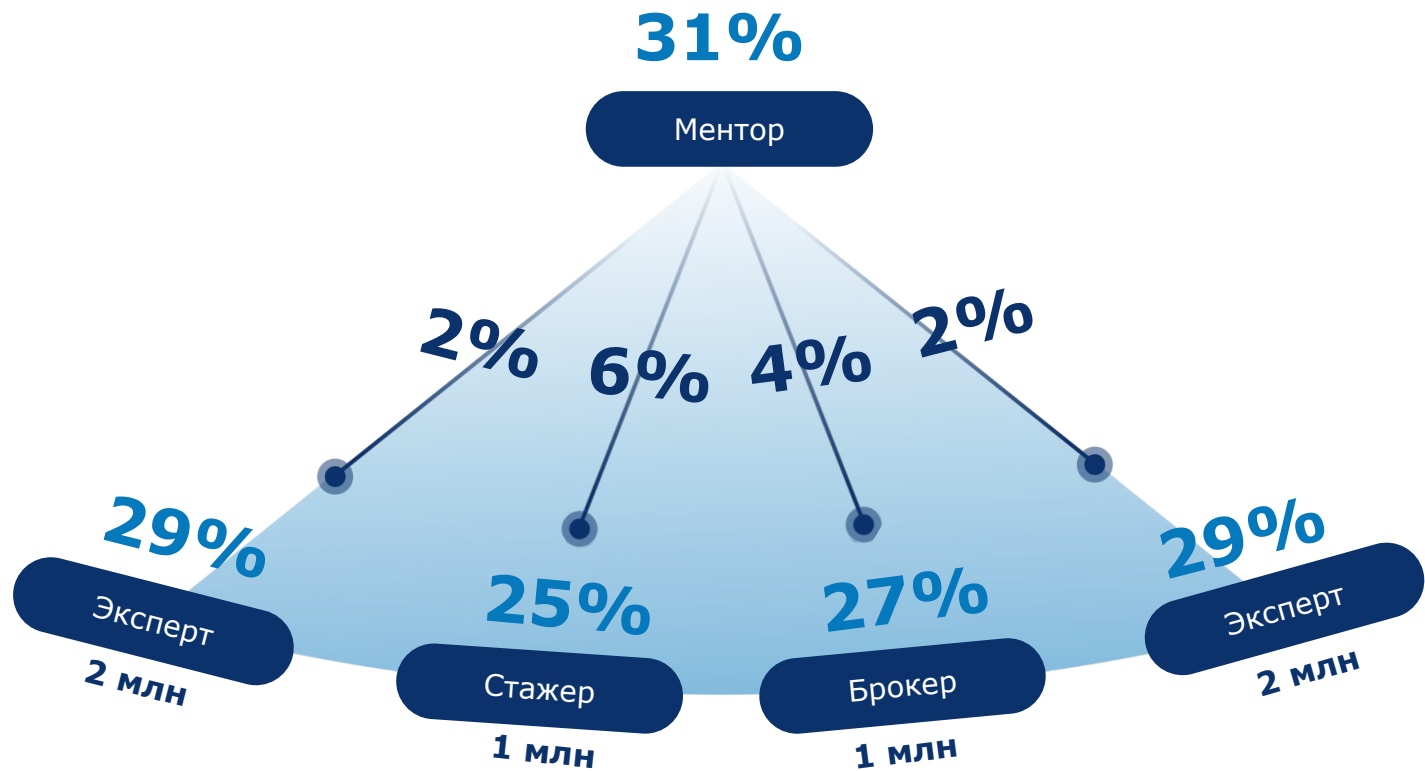 31%
Ментор
2%
6%
4%
2%
29%
Эксперт
2 млн
25%
Стажер
1 млн
27%
Брокер
1 млн
29%
Эксперт
2 млн